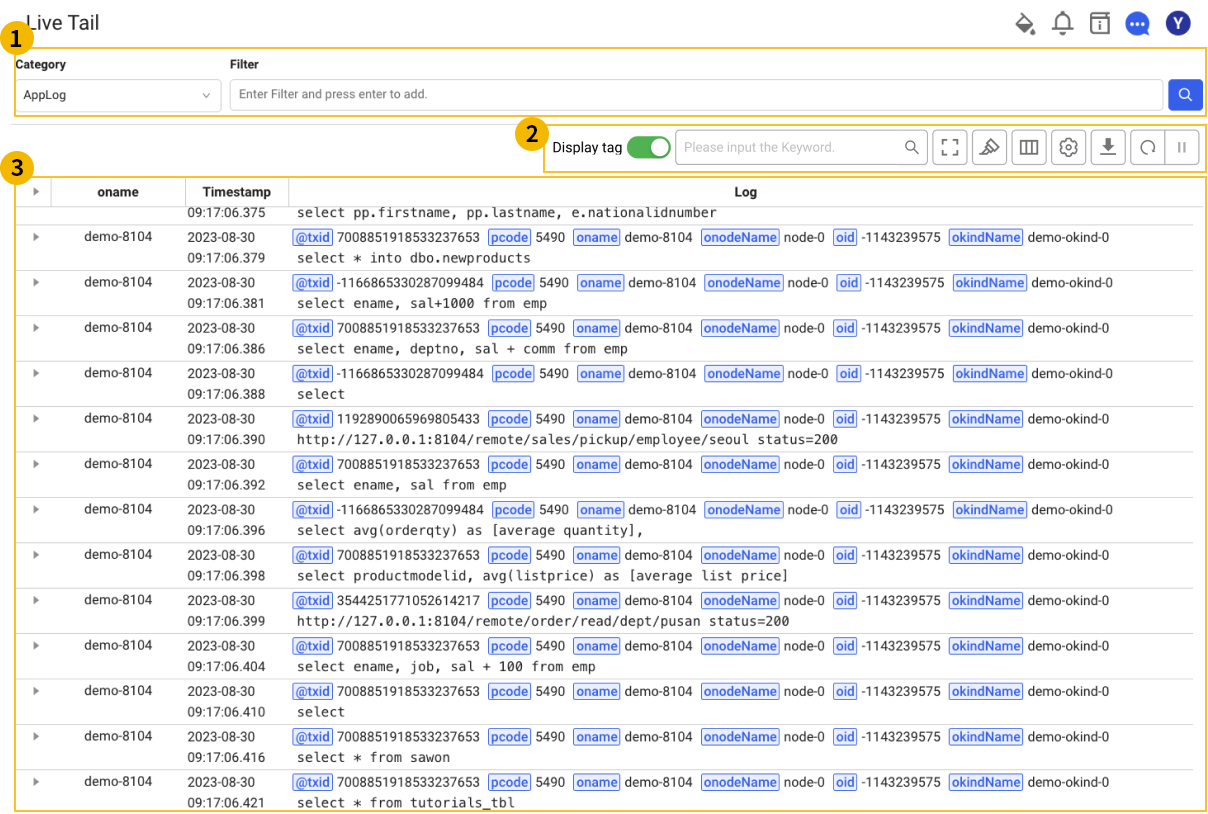 Live Tail
Y
1
Category
Filter
AppLog
Enter Filter and press enter to add.
2
Display tag
Please input the Keyword.
3
oname Timestamp Log
09:17:06.375 select pp.firstname, pp.lastname, e.nationalidnumber
demo-8104 2023-08-30 @txid 7008851918533237653 pcode 5490 oname demo-8104 onodeName node-0 oid -1143239575 okindName demo-okind-0
09:17:06.379 select * into dbo.newproducts
demo-8104 2023-08-30 @txid -1166865330287099484 pcode 5490 oname demo-8104 onodeName node-0 oid -1143239575 okindName demo-okind-0
09:17:06.381 select ename, sal+1000 from emp
demo-8104 2023-08-30 @txid 7008851918533237653 pcode 5490 oname demo-8104 onodeName node-0 oid -1143239575 okindName demo-okind-0
09:17:06.386 select ename, deptno, sal + comm from emp
demo-8104 2023-08-30 @txid -1166865330287099484 pcode 5490 oname demo-8104 onodeName node-0 oid -1143239575 okindName demo-okind-0
09:17:06.388 select
demo-8104 2023-08-30 @txid 1192890065969805433 pcode 5490 oname demo-8104 onodeName node-0 oid -1143239575 okindName demo-okind-0
09:17:06.390 http://127.0.0.1:8104/remote/sales/pickup/employee/seoul status=200
demo-8104 2023-08-30 @txid 7008851918533237653 pcode 5490 oname demo-8104 onodeName node-0 oid -1143239575 okindName demo-okind-0
09:17:06.392 select ename, sal from emp
demo-8104 2023-08-30 @txid -1166865330287099484 pcode 5490 oname demo-8104 onodeName node-0 oid -1143239575 okindName demo-okind-0
09:17:06.396 select avg(orderqty) as [average quantity],
demo-8104 2023-08-30 @txid 7008851918533237653 pcode 5490 oname demo-8104 onodeName node-0 oid -1143239575 okindName demo-okind-0
09:17:06.398 select productmodelid, avg(listprice) as [average list price]
demo-8104 2023-08-30 @txid 3544251771052614217 pcode 5490 oname demo-8104 onodeName node-0 oid -1143239575 okindName demo-okind-0
09:17:06.399 http://127.0.0.1:8104/remote/order/read/dept/pusan status=200
demo-8104 2023-08-30 @txid 7008851918533237653 pcode 5490 oname demo-8104 onodeName node-0 oid -1143239575 okindName demo-okind-0
09:17:06.404 select ename, job, sal + 100 from emp
demo-8104 2023-08-30 @txid 7008851918533237653 pcode 5490 oname demo-8104 onodeName node-0 oid -1143239575 okindName demo-okind-0
09:17:06.410 select
demo-8104 2023-08-30 @txid 7008851918533237653 pcode 5490 oname demo-8104 onodeName node-0 oid -1143239575 okindName demo-okind-0
09:17:06.416 select * from sawon
demo-8104 2023-08-30 @txid 7008851918533237653 pcode 5490 oname demo-8104 onodeName node-0 oid -1143239575 okindName demo-okind-0
09:17:06.421 select * from tutorials_tbl